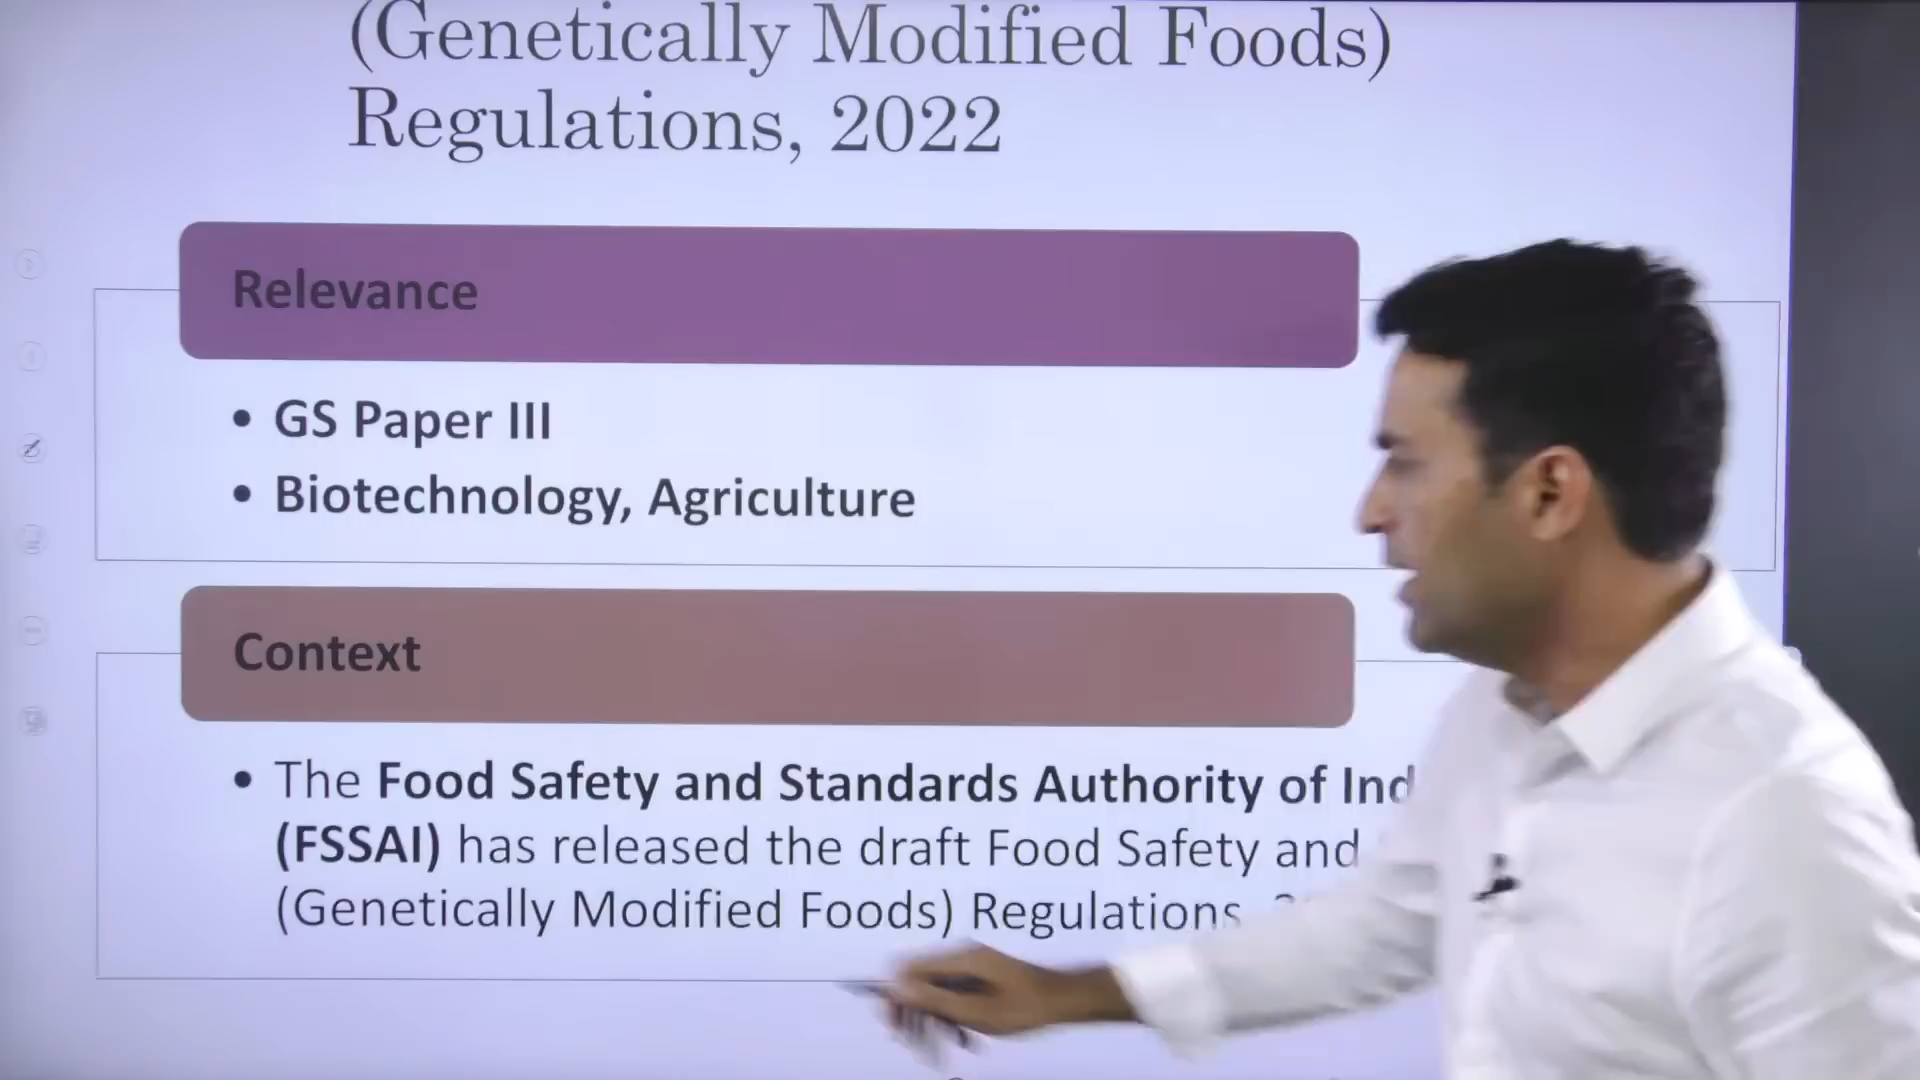 (Genetically Modified Foods)
Regulations, 2022
Relevance
• GS Paper III
• Biotechnology, Agriculture
Context
• The Food Safety and Standards Authority of
(FSSAI) has released the draft Food Safety and
(Genetically Modified Foods) Regulations